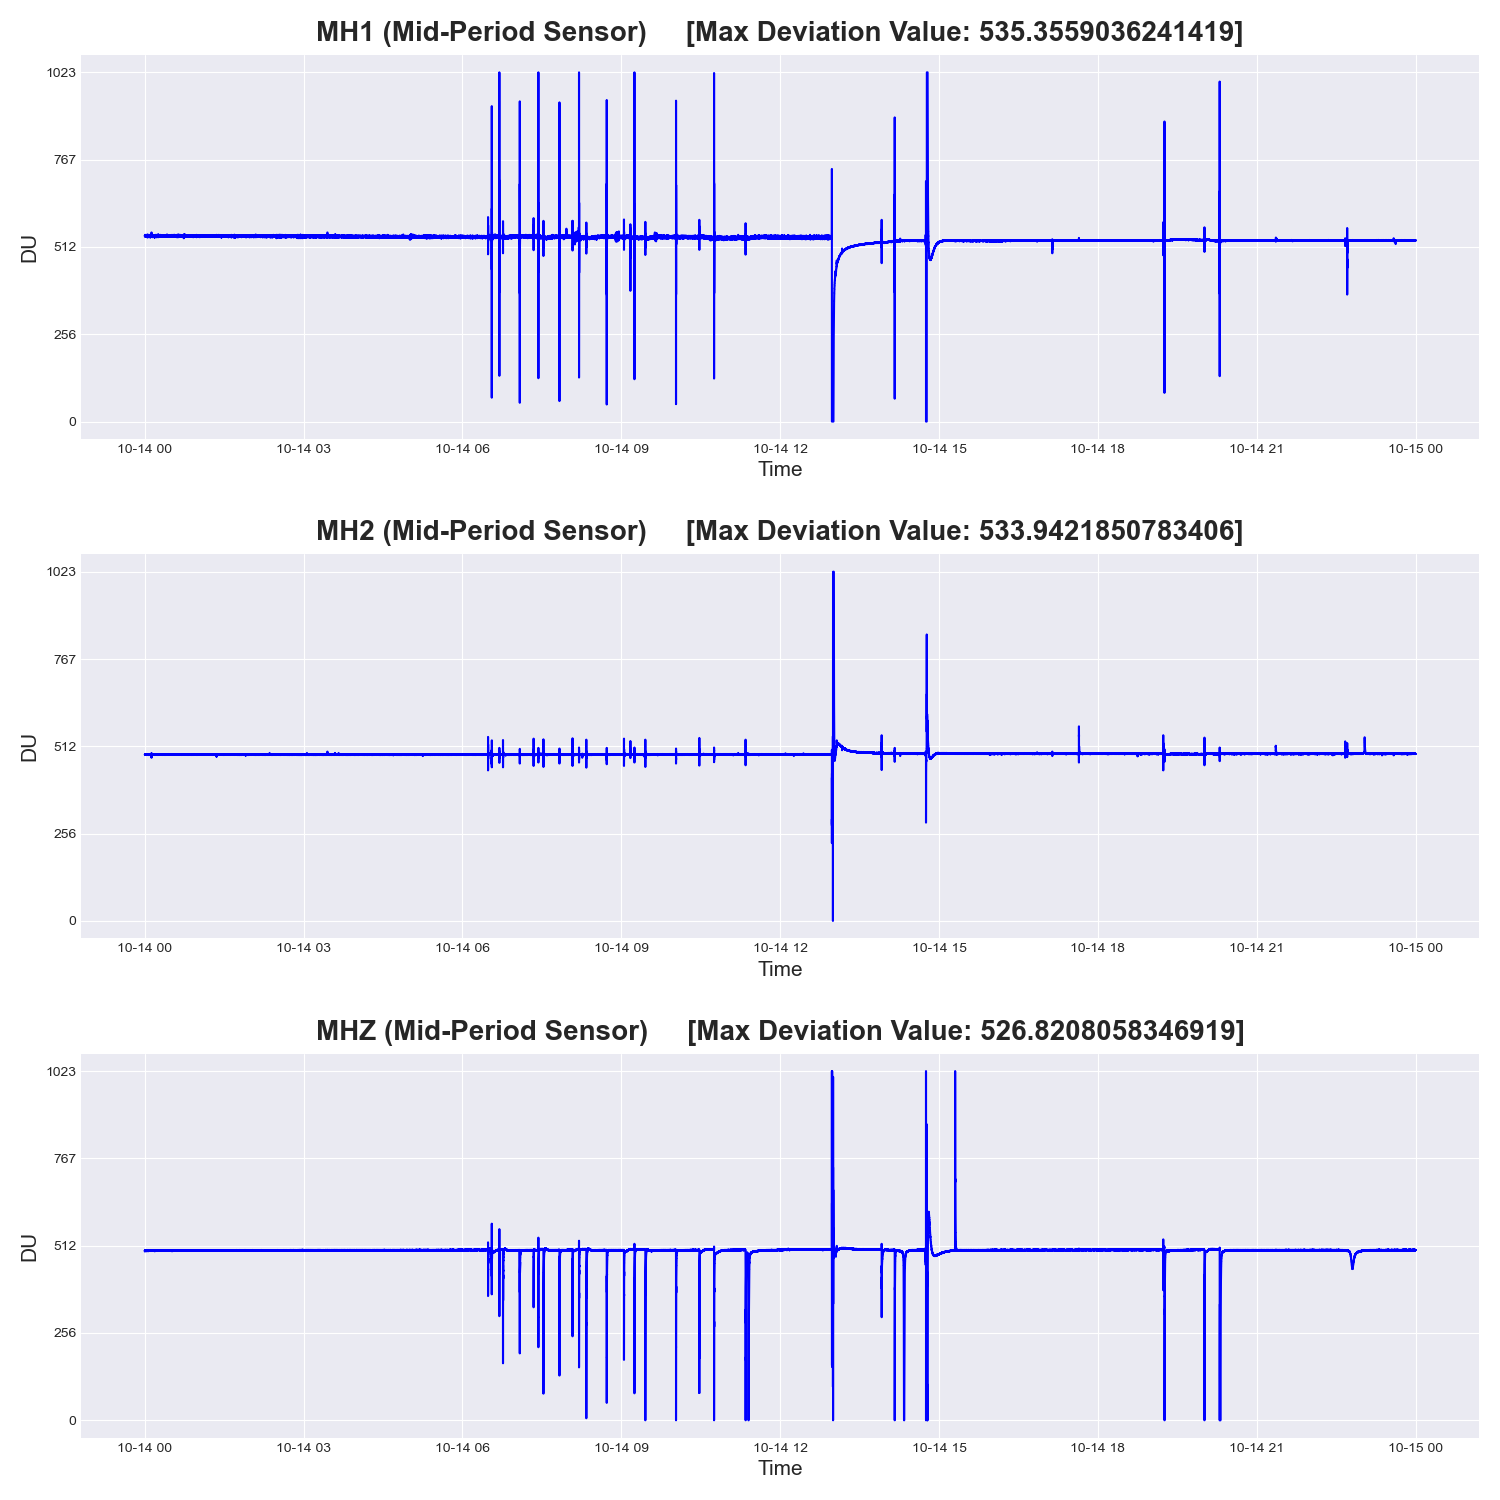 MH1 (Mid-Period Sensor) [Max Deviation Value: 535.3559036241419]
1023
767
512
256
0
DU
10-14 00 10-14 03 10-14 06 10-14 09 10-14 12 10-14 15 10-14 18 10-14 21 10-15 00
Time
MH2 (Mid-Period Sensor) [Max Deviation Value: 533.9421850783406]
1023
767
512
256
0
DU
10-14 00 10-14 03 10-14 06 10-14 09 10-14 12 10-14 15 10-14 18 10-14 21 10-15 00
Time
MHZ (Mid-Period Sensor) [Max Deviation Value: 526.8208058346919]
1023
767
512
256
0
DU
10-14 00 10-14 03 10-14 06 10-14 09 10-14 12 10-14 15 10-14 18 10-14 21 10-15 00
Time